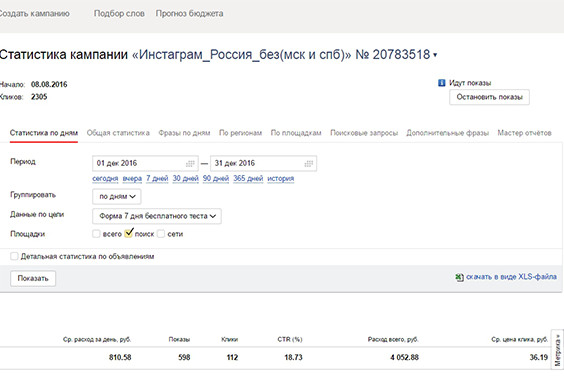 Создать кампанию Подбор слов Прогноз бюджета
Статистика кампании «Инстаграм_Россия_без(мск и спб)» № 20783518
Начало: 08.08.2016
Кликов: 2305
Идут показы
Остановить показы
Статистика по дням Общая статистика Фразы по дням По регионам По площадкам Поисковые запросы Дополнительные фразы Мастер отчётов
Период 01 дек 2016 — 31 дек 2016
сегодня вчера 7 дней 30 дней 90 дней 365 дней история
Группировать по дням
Данные по цели Форма 7 дня бесплатного теста
Площадки всего поиск сети
Детальная статистика по объявлениям
Показать скачать в виде XLS-файла
Ср. расход за день, руб. Показы Клики CTR (%) Расход всего, руб. Ср. цена клика, руб.
810.58 598 112 18.73 4 052.88 36.19
Метрика »